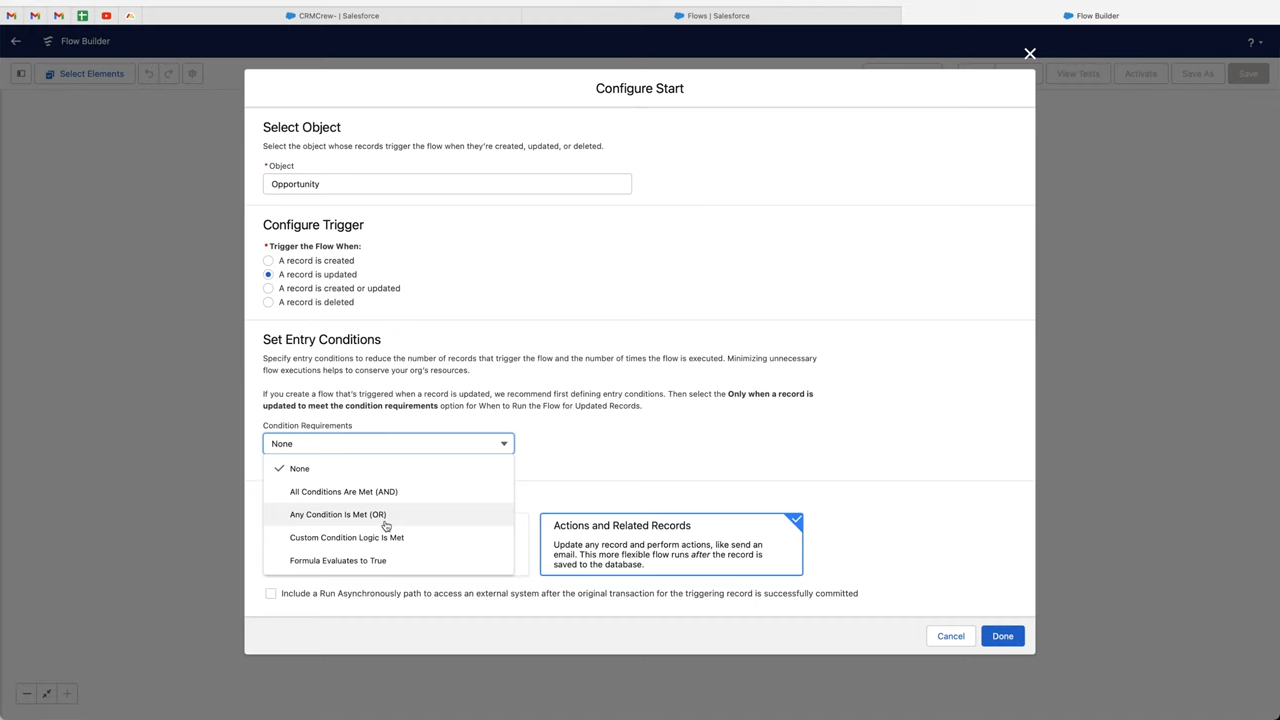 CRMCrew- | Salesforce
Flows | Salesforce
Flow Builder
Flow Builder
?
Select Elements
View Tests
Activate
Save As
Save
Configure Start
Select Object
Select the object whose records trigger the flow when they're created, updated, or deleted.
* Object
Opportunity
Configure Trigger
* Trigger the Flow When:
A record is created
A record is updated
A record is created or updated
A record is deleted
Set Entry Conditions
Specify entry conditions to reduce the number of records that trigger the flow and the number of times the flow is executed. Minimizing unnecessary
flow executions helps to conserve your org's resources.
If you create a flow that's triggered when a record is updated, we recommend first defining entry conditions. Then select the Only when a record is
updated to meet the condition requirements option for When to Run the Flow for Updated Records.
Condition Requirements
None
None
All Conditions Are Met (AND)
Any Condition Is Met (OR)
Custom Condition Logic Is Met
Formula Evaluates to True
Actions and Related Records
Update any record and perform actions, like send an
email. This more flexible flow runs after the record is
saved to the database.
Include a Run Asynchronously path to access an external system after the original transaction for the triggering record is successfully committed
Cancel
Done